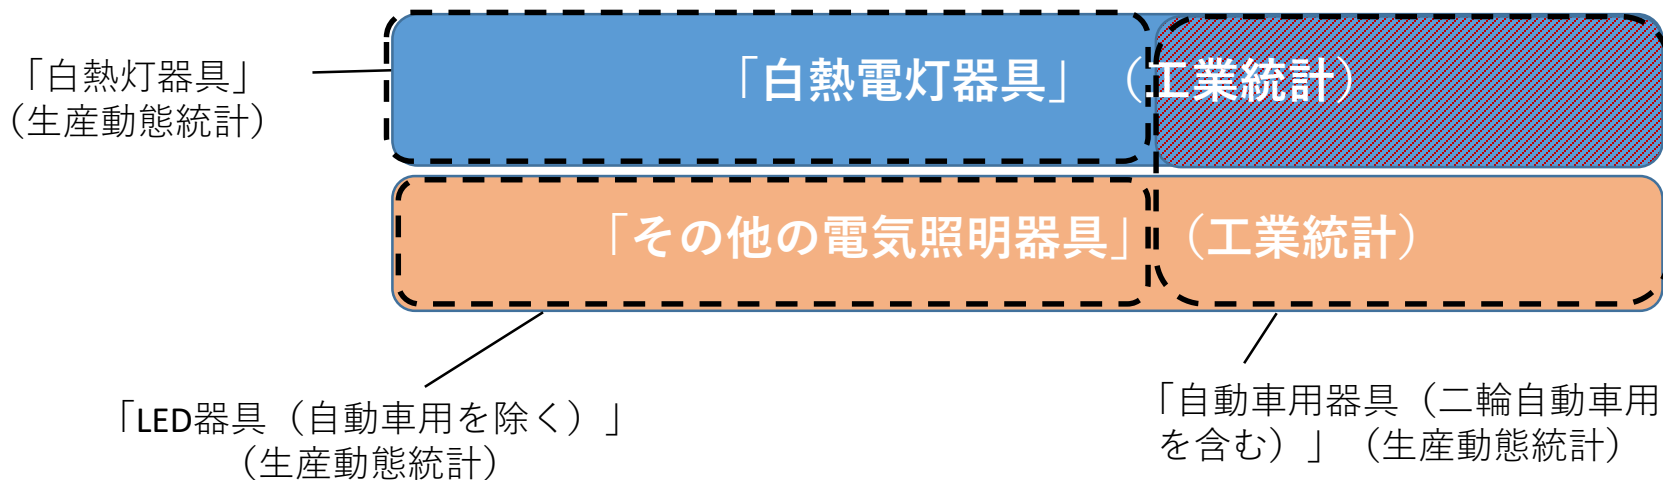 「白熱灯器具」
（生産動態統計）
「白熱電灯器具」（工業統計）
「その他の電気照明器具」（工業統計）
「LED器具（自動車用を除く）」
（生産動態統計）
「自動車用器具（二輪自動車用
を含む）」（生産動態統計）